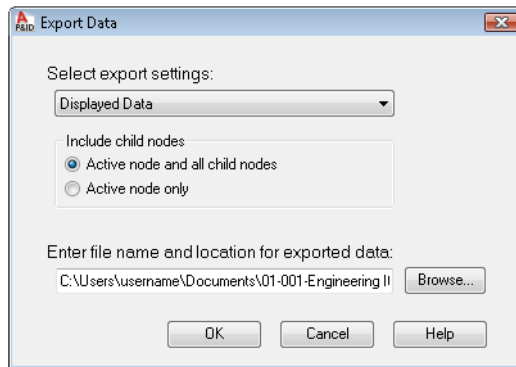 A
P&ID Export Data
Select export settings:
Displayed Data
Include child nodes
Active node and all child nodes
Active node only
Enter file name and location for exported data:
C:\Users\username\Documents\01-001-Engineering
Browse...
OK
Cancel
Help